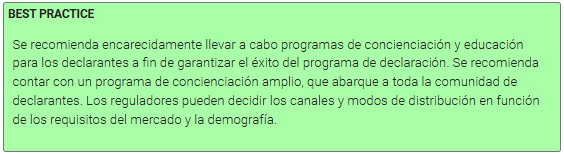 BEST PRACTICE
Se recomienda encarecidamente llevar a cabo programas de concienciación y educación
para los declarantes a fin de garantizar el éxito del programa de declaración. Se recomienda
contar con un programa de concienciación amplio, que abarque a toda la comunidad de
declarantes. Los reguladores pueden decidir los canales y modos de distribución en función
de los requisitos del mercado y la demografía.